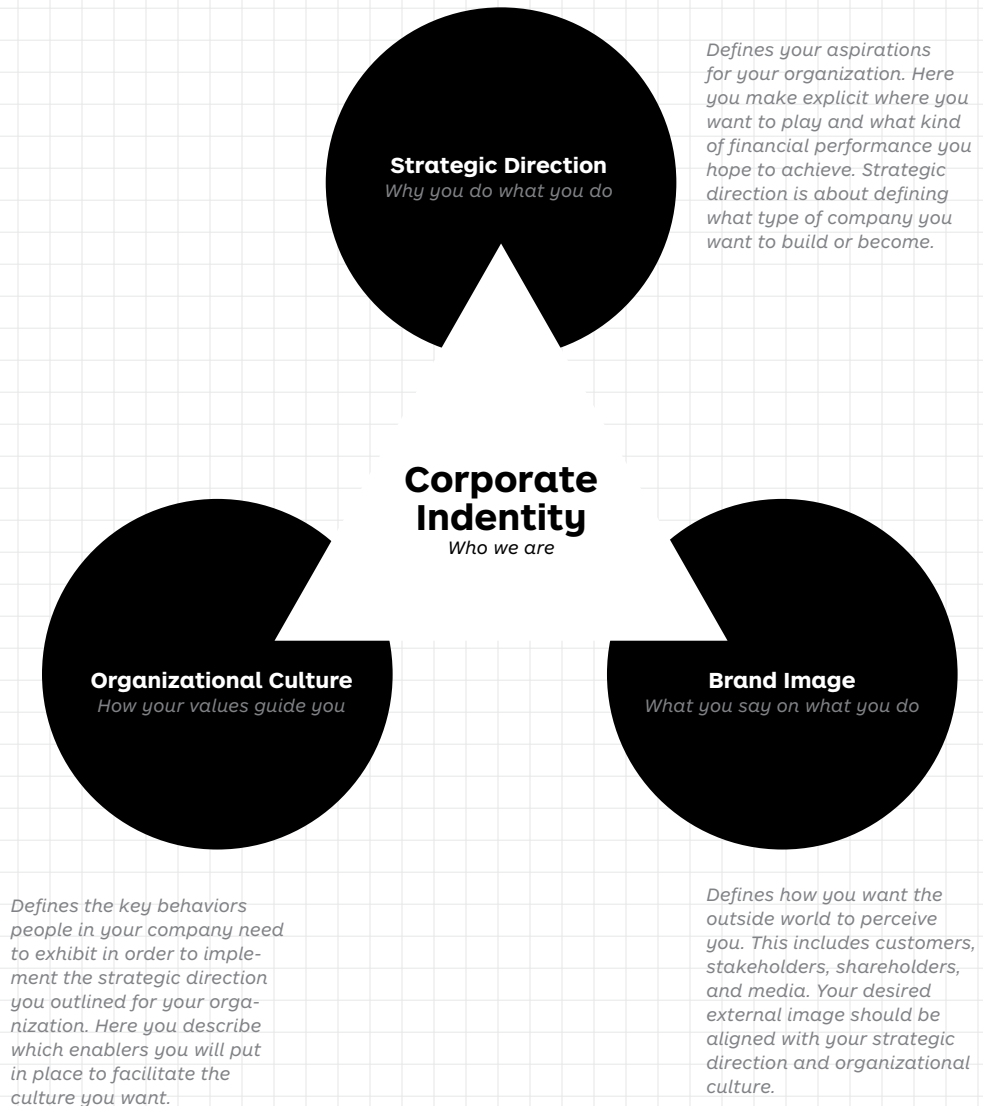 Defines your aspirations
for your organization. Here
you make explicit where you
want to play and what kind
of financial performance you
hope to achieve. Strategic
direction is about defining
what type of company you
want to build or become.
Strategic Direction
Why you do what you do
Corporate
Indentity
Who we are
Organizational Culture
How your values guide you
Brand Image
What you say on what you do
Defines the key behaviors
people in your company need
to exhibit in order to imple-
ment the strategic direction
you outlined for your orga-
nization. Here you describe
which enablers you will put
in place to facilitate the
culture you want.
Defines how you want the
outside world to perceive
you. This includes customers,
stakeholders, shareholders,
and media. Your desired
external image should be
aligned with your strategic
direction and organizational
culture.